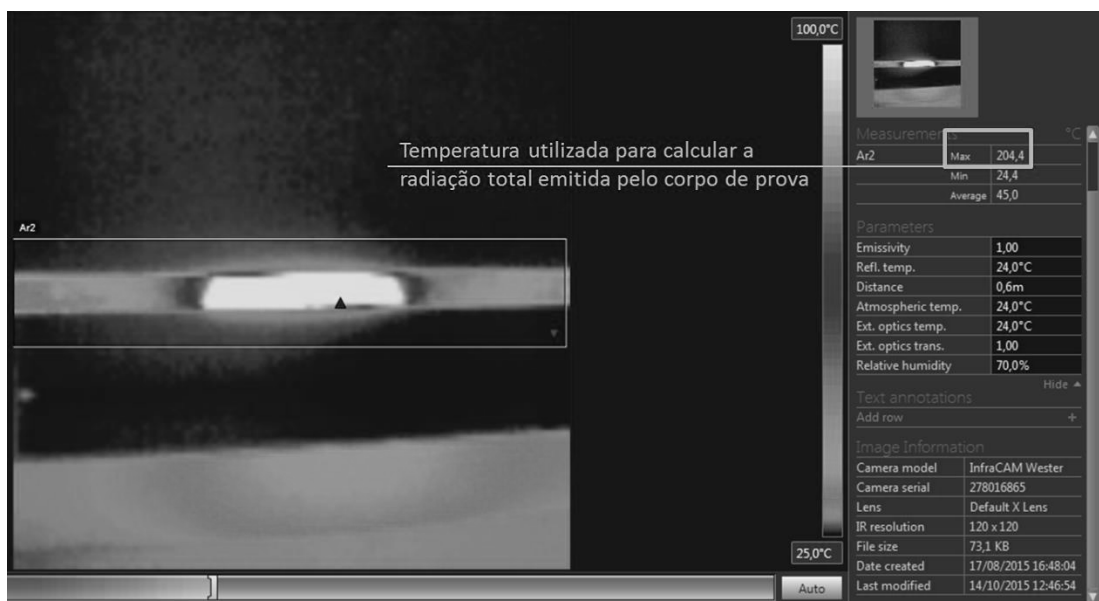 100,0°C
Temperatura utilizada para calcular a
radiação total emitida pelo corpo de prova
Ar2
25,0°C
Auto
Measurements °C
Ar2 Max 204,4
Min 24,4
Average 45,0
Parameters
Emissivity 1,00
Refl. temp. 24,0°C
Distance 0,6m
Atmospheric temp. 24,0°C
Ext. optics temp. 24,0°C
Ext. optics trans. 1,00
Relative humidity 70,0%
Hide
Text annotations
Add row +
Image Information
Camera model InfraCAM Wester
Camera serial 278016865
Lens Default X Lens
IR resolution 120 x 120
File size 73,1 KB
Date created 17/08/2015 16:48:04
Last modified 14/10/2015 12:46:54